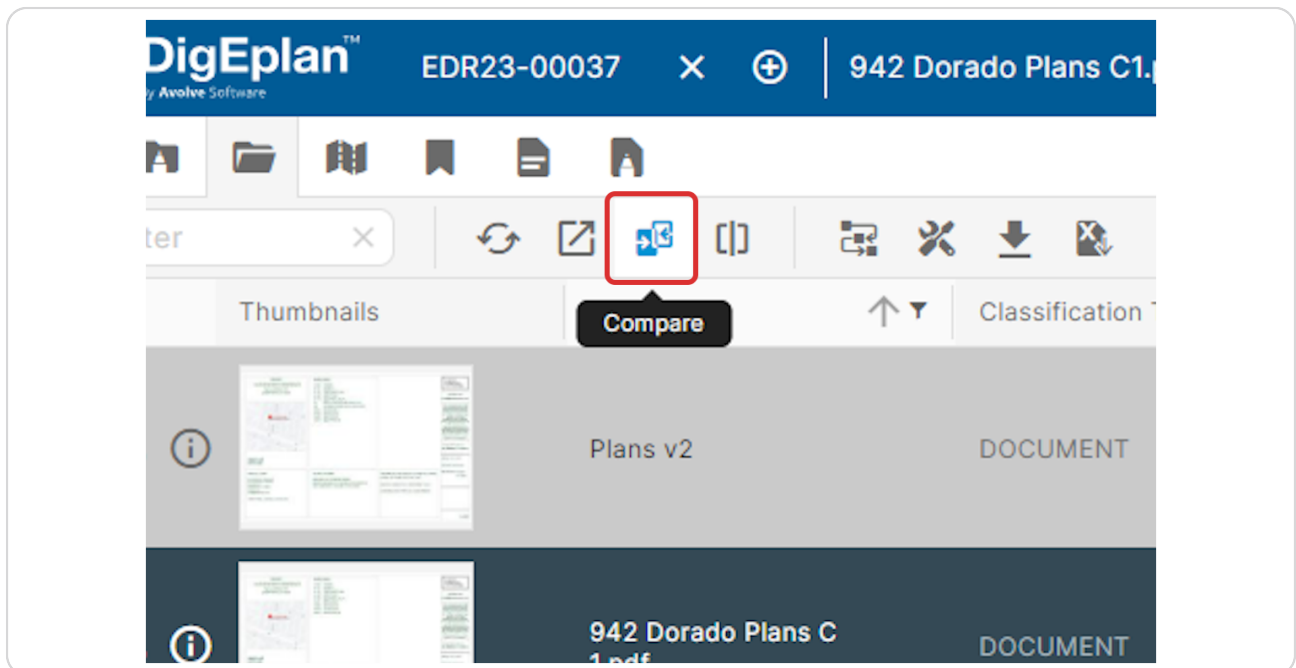 DigEplan™ EDR23-00037 942 Dorado Plans C1.p
by Avolve Software
ter
Thumbnails Classification T
Compare
Plans v2 DOCUMENT
942 Dorado Plans C
1.pdf
DOCUMENT